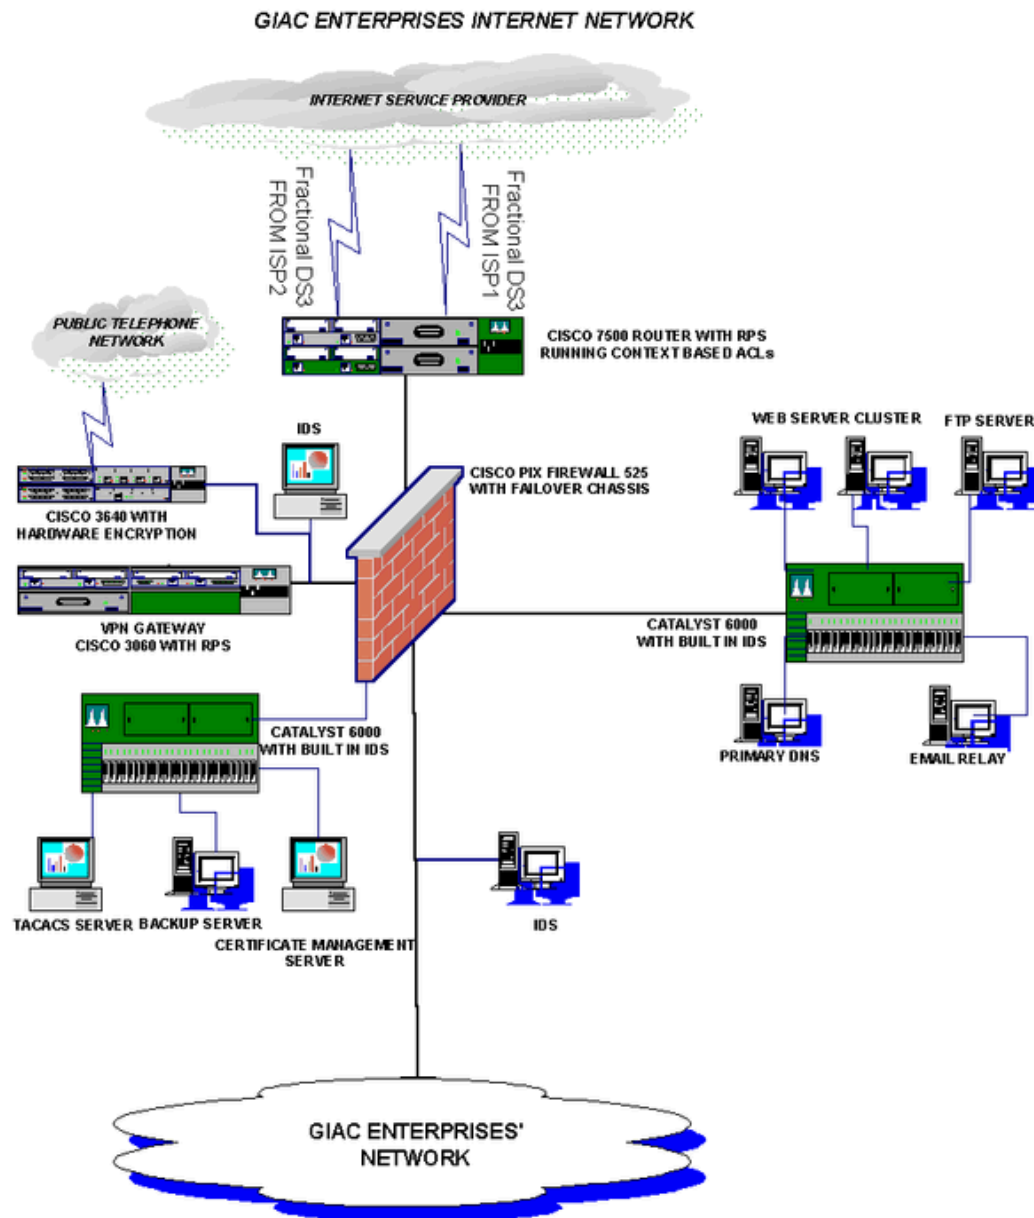 GIAC ENTERPRISES INTERNET NETWORK
INTERNET SERVICE PROVIDER
Fractional DS3
FROM ISP2
Fractional DS3
FROM ISP1
PUBLIC TELEPHONE
NETWORK
CISCO 7500 ROUTER WITH RPS
RUNNING CONTEXT BASED ACLs
IDS
WEB SERVER CLUSTER
FTP SERVER
CISCO PIX FIREWALL 525
WITH FAILOVER CHASSIS
CISCO 3640 WITH
HARDWARE ENCRYPTION
VPN GATEWAY
CISCO 3060 WITH RPS
CATALYST 6000
WITH BUILT IN IDS
CATALYST 6000
WITH BUILT IN IDS
PRIMARY DNS
EMAIL RELAY
TACACS SERVER
BACKUP SERVER
CERTIFICATE MANAGEMENT
SERVER
IDS
GIAC ENTERPRISES'
NETWORK